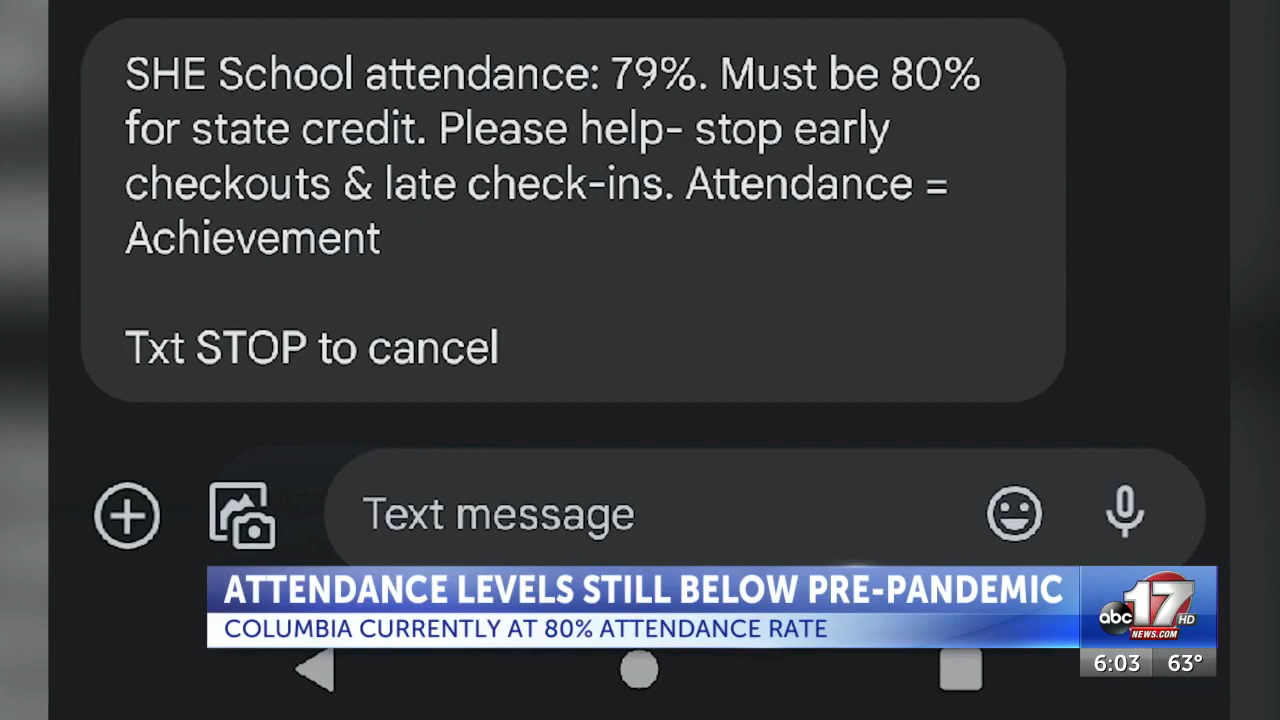 SHE School attendance: 79%. Must be 80%
for state credit. Please help- stop early
checkouts & late check-ins. Attendance =
Achievement
Txt STOP to cancel
Text message
ATTENDANCE LEVELS STILL BELOW PRE-PANDEMIC
COLUMBIA CURRENTLY AT 80% ATTENDANCE RATE
abc 17 HD
NEWS.COM
6:03 63°